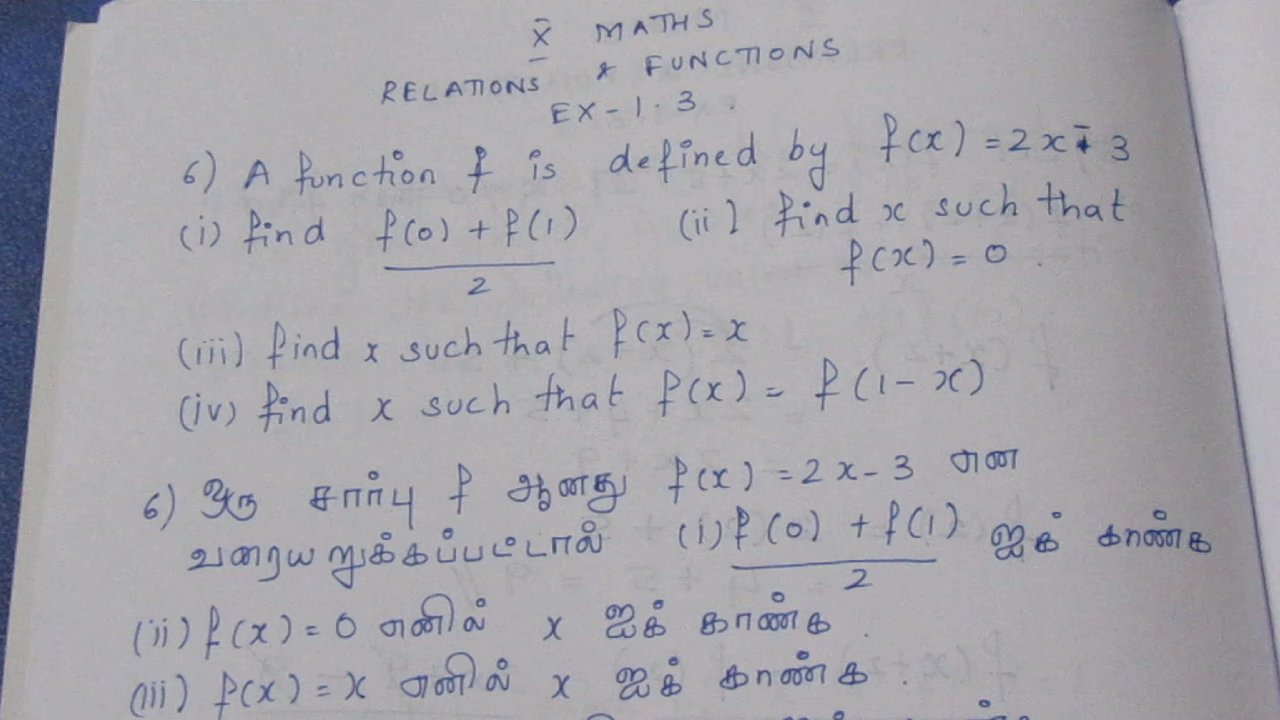 X MATHS
RELATIONS & FUNCTIONS
EX-1.3
6) A function f is defined by f(x) = 2x - 3
(i) find f(0) + f(1) / 2 (ii) find x such that
f(x) = 0.
(iii) find x such that f(x) = x
(iv) find x such that f(x) = f(1-x)
6) ஒரு சார்பு f ஆனது f(x) = 2x-3 என
வரையறுக்கப்பட்டால் (i) f(0) + f(1) / 2 ஐக் காண்க
(ii) f(x) = 0 எனில் x ஐக் காண்க.
(iii) f(x) = x எனில் x ஐக் காண்க.